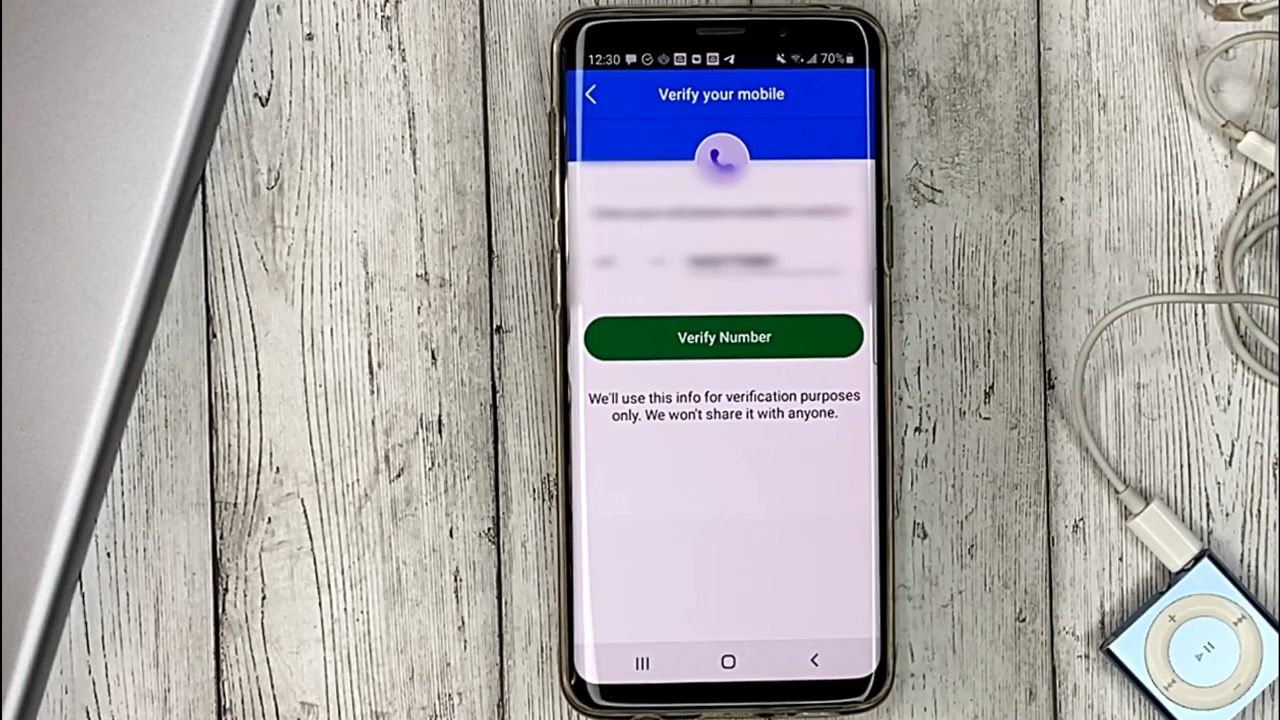 12:30 70%
Verify your mobile
Verify Number
We'll use this info for verification purposes
only. We won't share it with anyone.